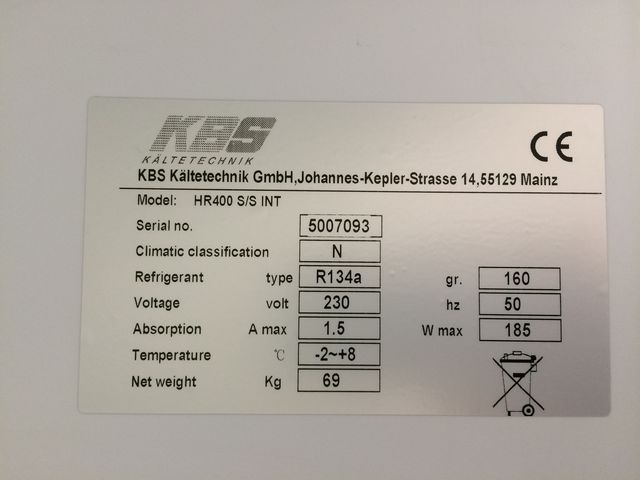 KBS
KÄLTETECHNIK
CE
KBS Kältetechnik GmbH,Johannes-Kepler-Strasse 14,55129 Mainz
Model: HR400 S/S INT
Serial no. 5007093
Climatic classification N
Refrigerant type R134a gr. 160
Voltage volt 230 hz 50
Absorption A max 1.5 W max 185
Temperature °C -2~+8
Net weight Kg 69